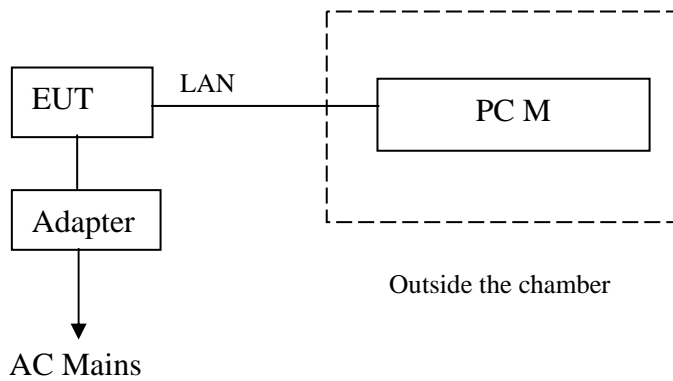 LAN
EUT
PC M
Adapter
Outside the chamber
AC Mains